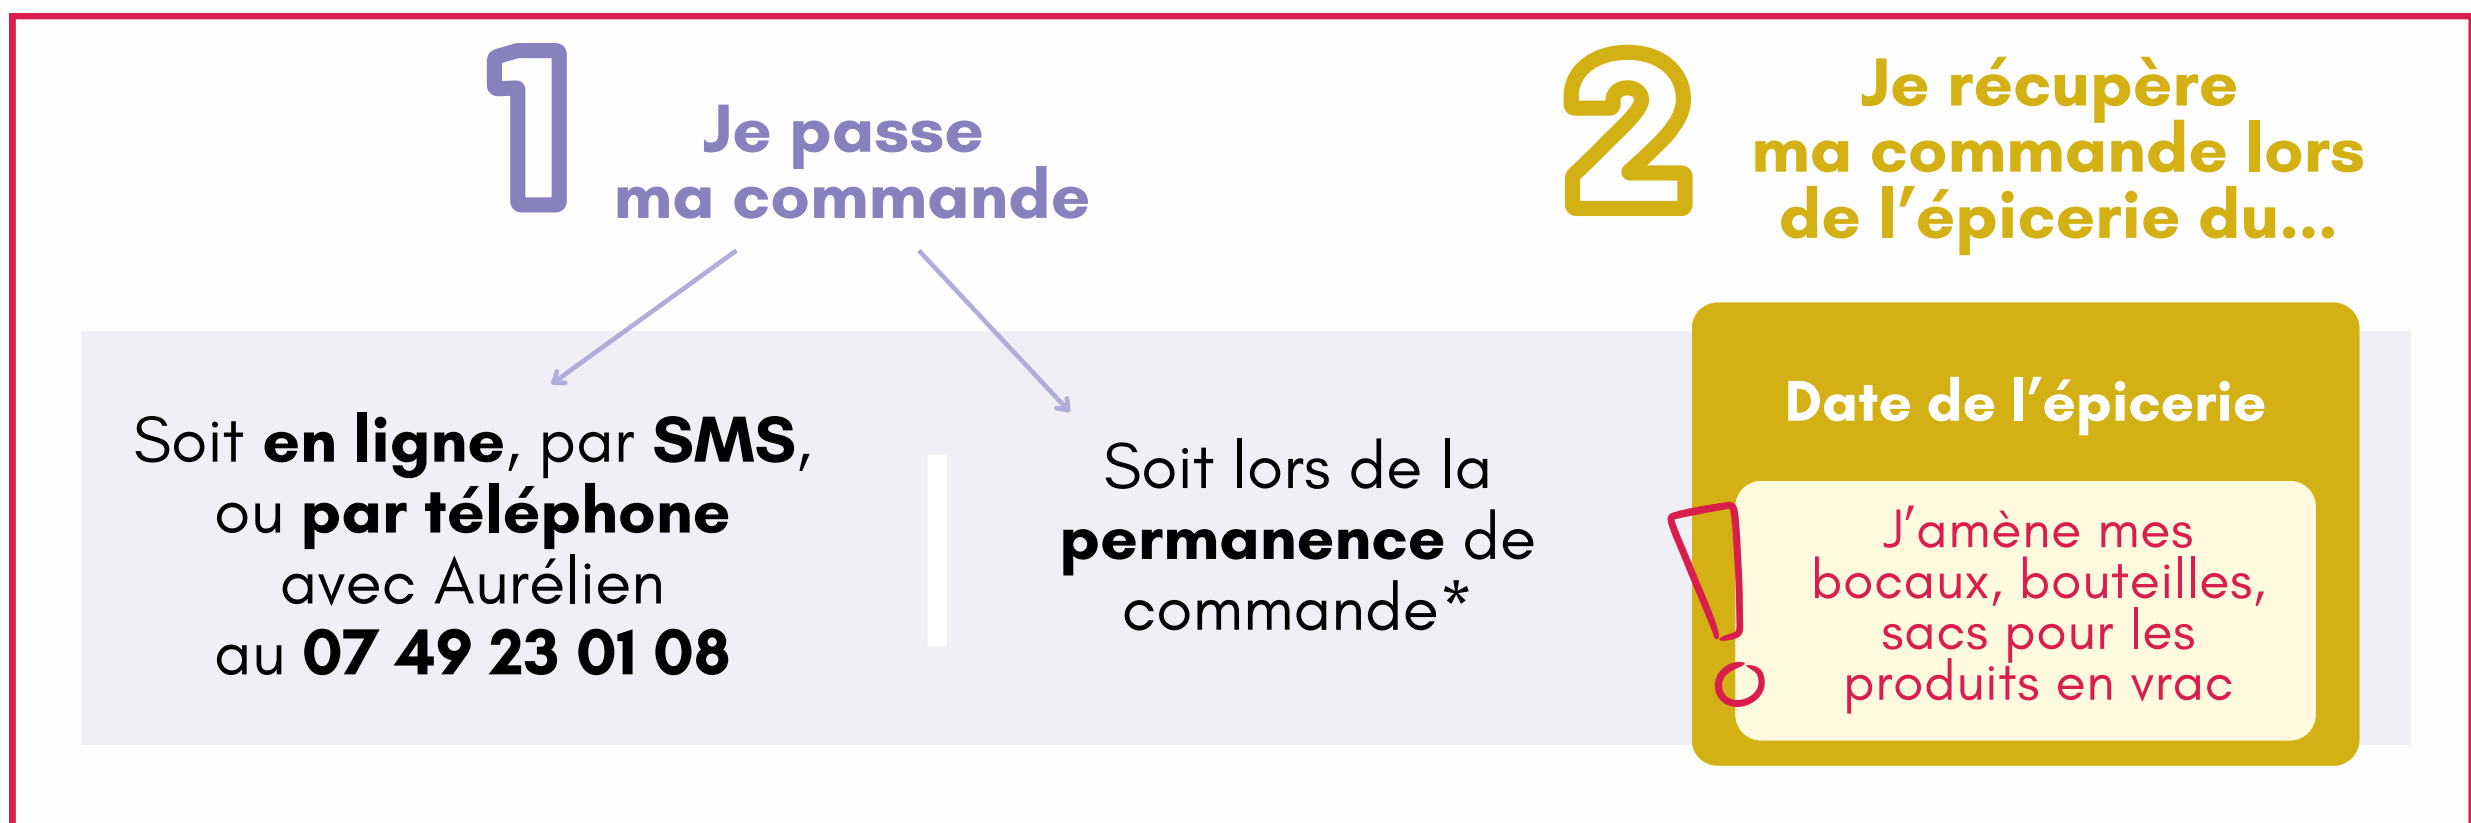 1
Je passe
ma commande
Soit en ligne, par SMS,
ou par téléphone
avec Aurélien
au 07 49 23 01 08
Soit lors de la
permanence de
commande*
2
Je récupère
ma commande lors
de l'épicerie du...
Date de l'épicerie
!
J'amène mes
bocaux, bouteilles,
sacs pour les
produits en vrac